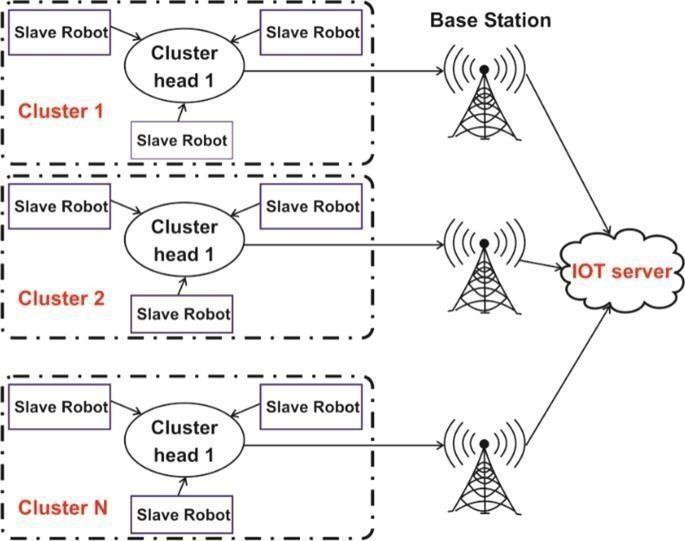 Base Station
Slave Robot
Slave Robot
Cluster
head 1
Cluster 1
Slave Robot
Slave Robot
Slave Robot
Cluster
head 1
Cluster 2
Slave Robot
IOT server
Slave Robot
Slave Robot
Cluster
head 1
Cluster N
Slave Robot